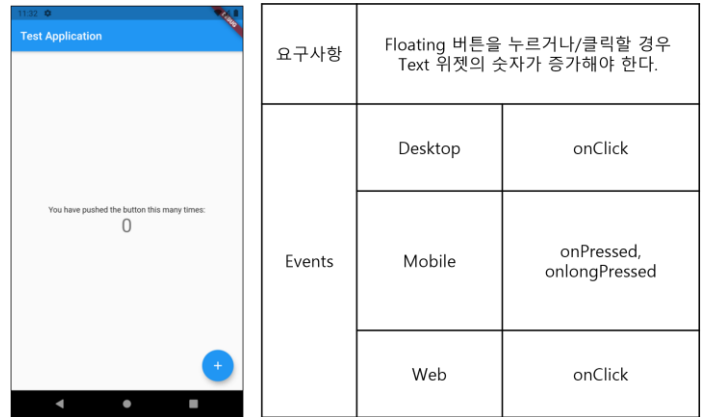 11:32
DEBUG
Test Application
You have pushed the button this many times:
0
+
요구사항
Floating 버튼을 누르거나/클릭할 경우
Text 위젯의 숫자가 증가해야 한다.
Events
Desktop
onClick
Mobile
onPressed,
onlongPressed
Web
onClick